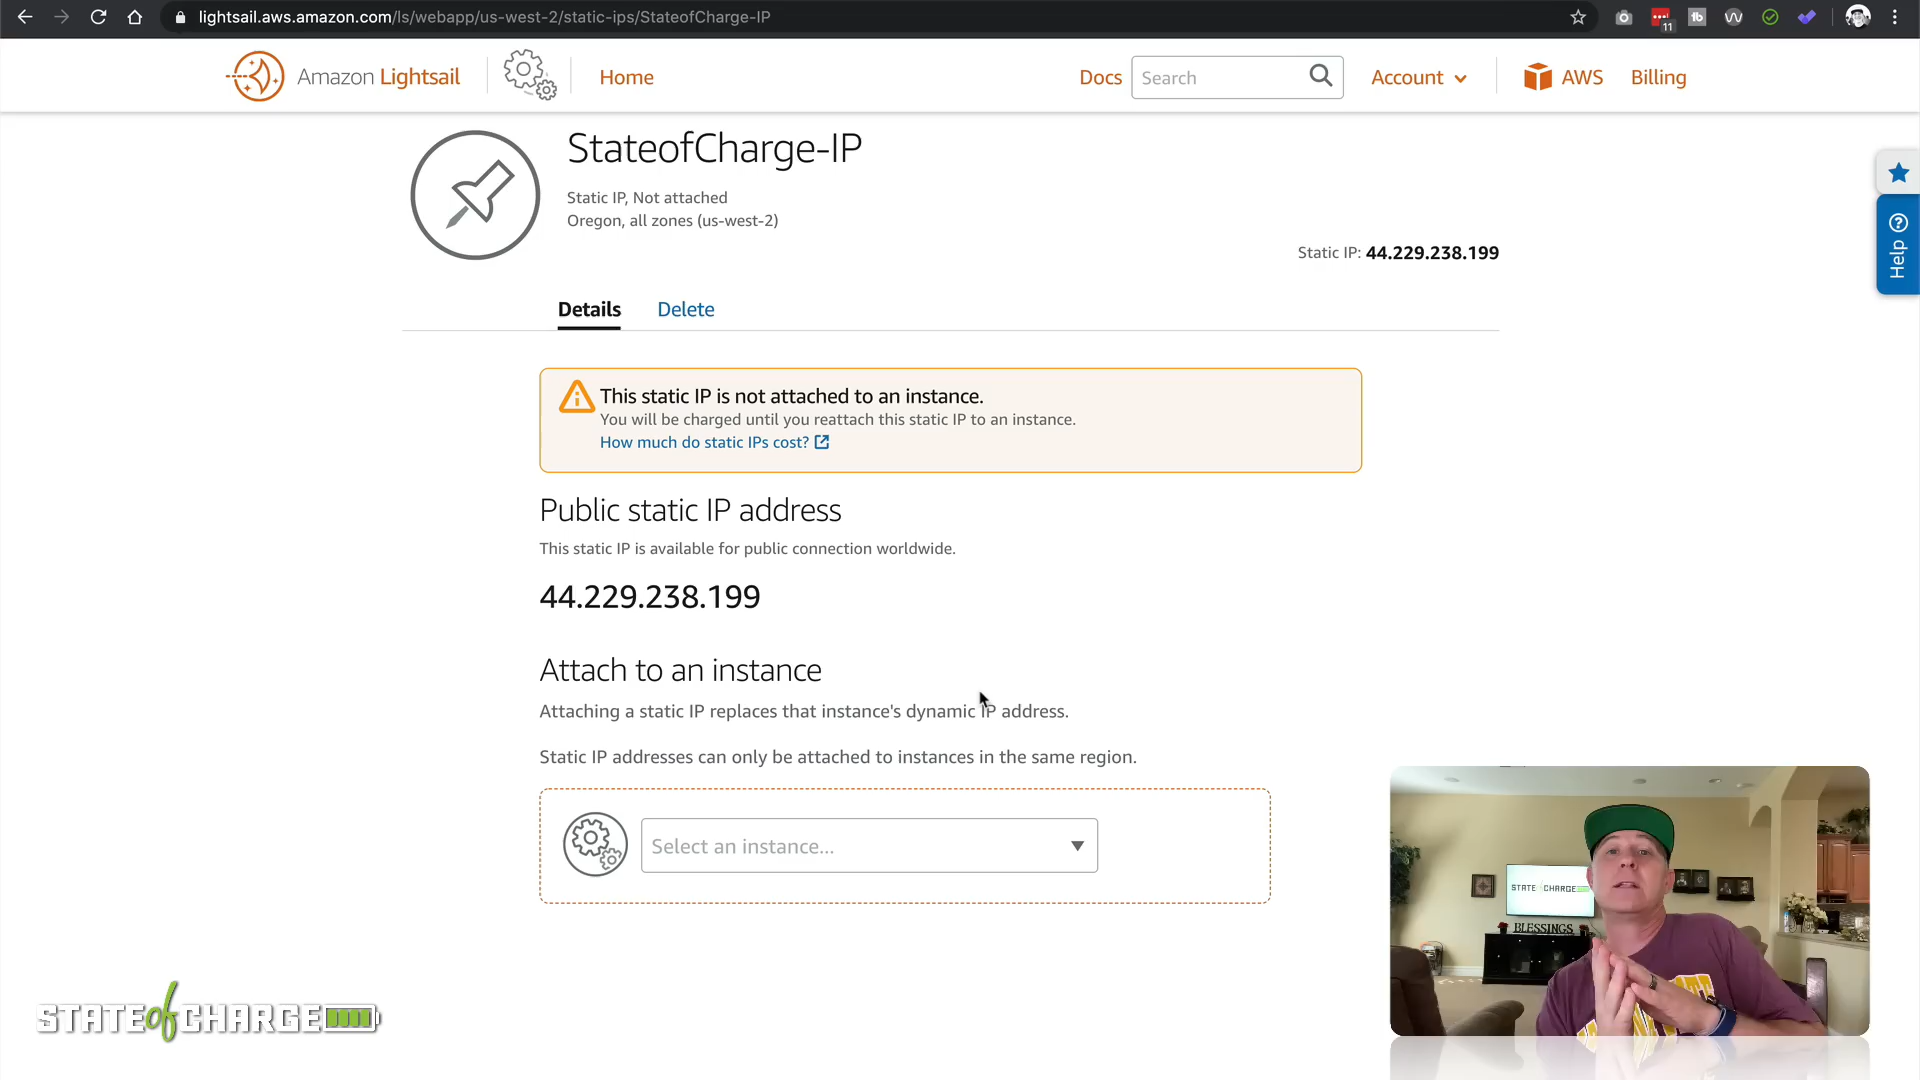 lightsail.aws.amazon.com/ls/webapp/us-west-2/static-ips/StateofCharge-IP
11
tb
Amazon Lightsail
Home
Docs
Search
Account
AWS
Billing
StateofCharge-IP
Static IP, Not attached
Oregon, all zones (us-west-2)
Static IP: 44.229.238.199
Help
Details
Delete
This static IP is not attached to an instance.
You will be charged until you reattach this static IP to an instance.
How much do static IPs cost?
Public static IP address
This static IP is available for public connection worldwide.
44.229.238.199
Attach to an instance
Attaching a static IP replaces that instance's dynamic IP address.
Static IP addresses can only be attached to instances in the same region.
Select an instance...
STATE of CHARGE
BLESSINGS
STATE of CHARGE